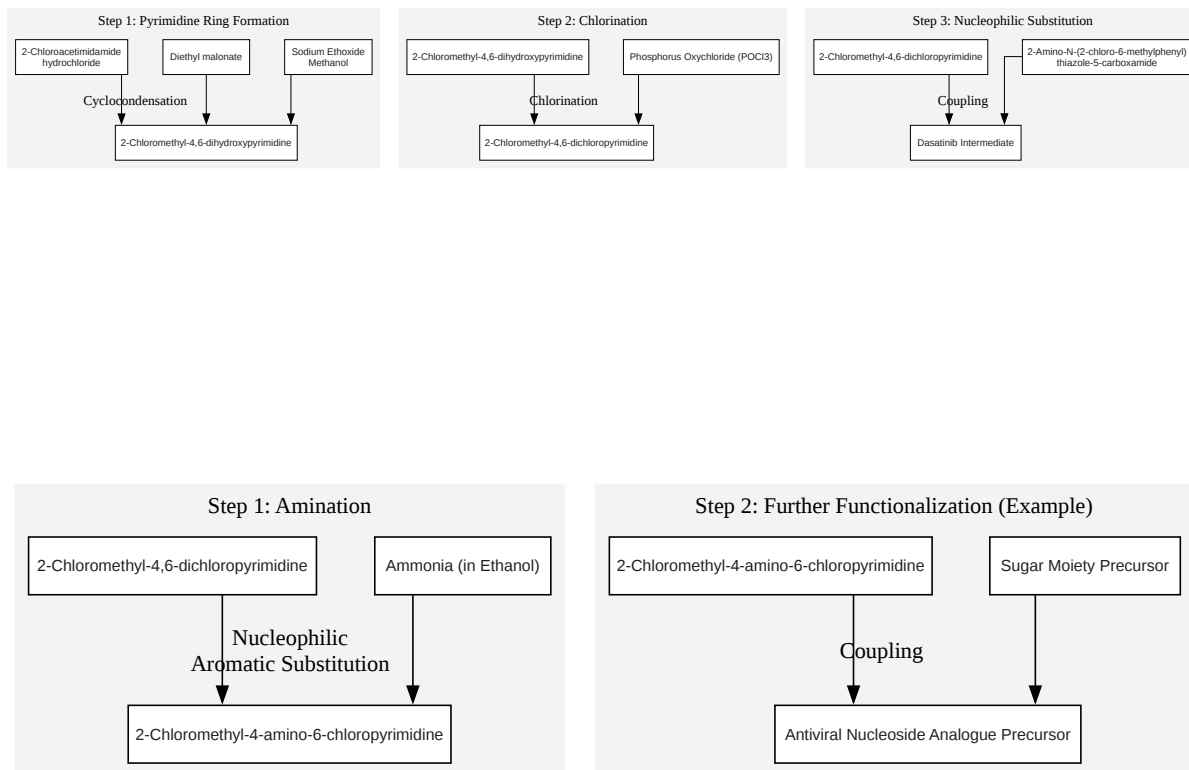 Step 1: Pyrimidine Ring Formation
2-Chloroacetimidamide
hydrochloride
Diethyl malonate
Sodium Ethoxide
Methanol
Cyclocondensation
2-Chloromethyl-4,6-dihydroxypyrimidine
Step 2: Chlorination
2-Chloromethyl-4,6-dihydroxypyrimidine
Phosphorus Oxychloride (POCl3)
Chlorination
2-Chloromethyl-4,6-dichloropyrimidine
Step 3: Nucleophilic Substitution
2-Chloromethyl-4,6-dichloropyrimidine
2-Amino-N-(2-chloro-6-methylphenyl)
thiazole-5-carboxamide
Coupling
Dasatinib Intermediate
Step 1: Amination
2-Chloromethyl-4,6-dichloropyrimidine
Ammonia (in Ethanol)
Nucleophilic
Aromatic Substitution
2-Chloromethyl-4-amino-6-chloropyrimidine
Step 2: Further Functionalization (Example)
2-Chloromethyl-4-amino-6-chloropyrimidine
Sugar Moiety Precursor
Coupling
Antiviral Nucleoside Analogue Precursor